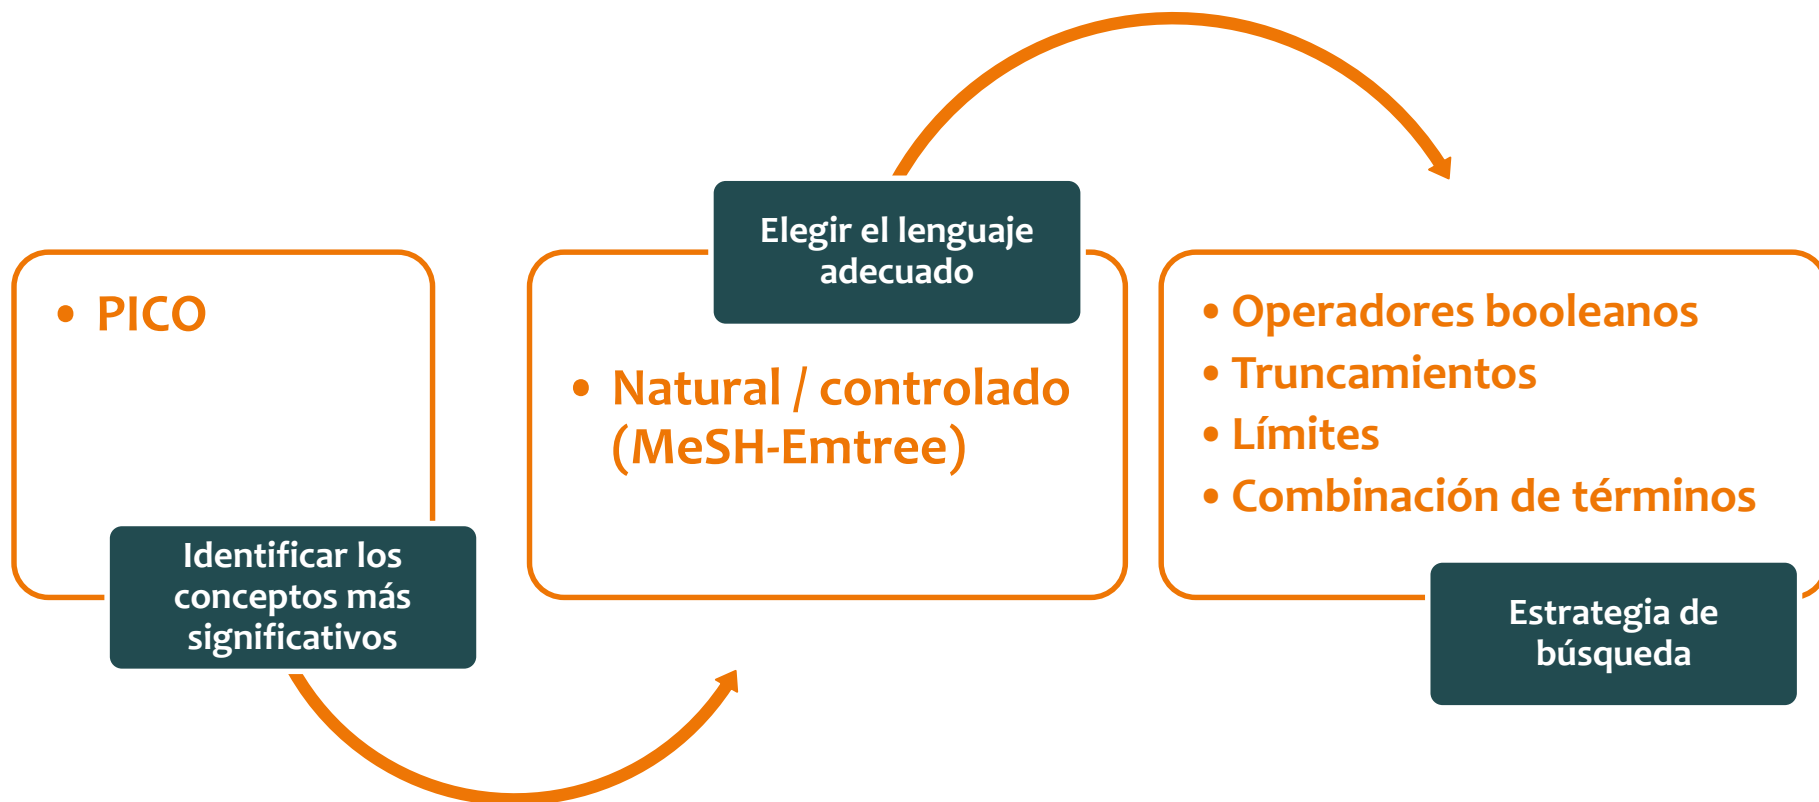 • PICO
Identificar los
conceptos más
significativos
Elegir el lenguaje
adecuado
• Natural / controlado
(MeSH-Emtree)
• Operadores booleanos
• Truncamientos
• Límites
• Combinación de términos
Estrategia de
búsqueda